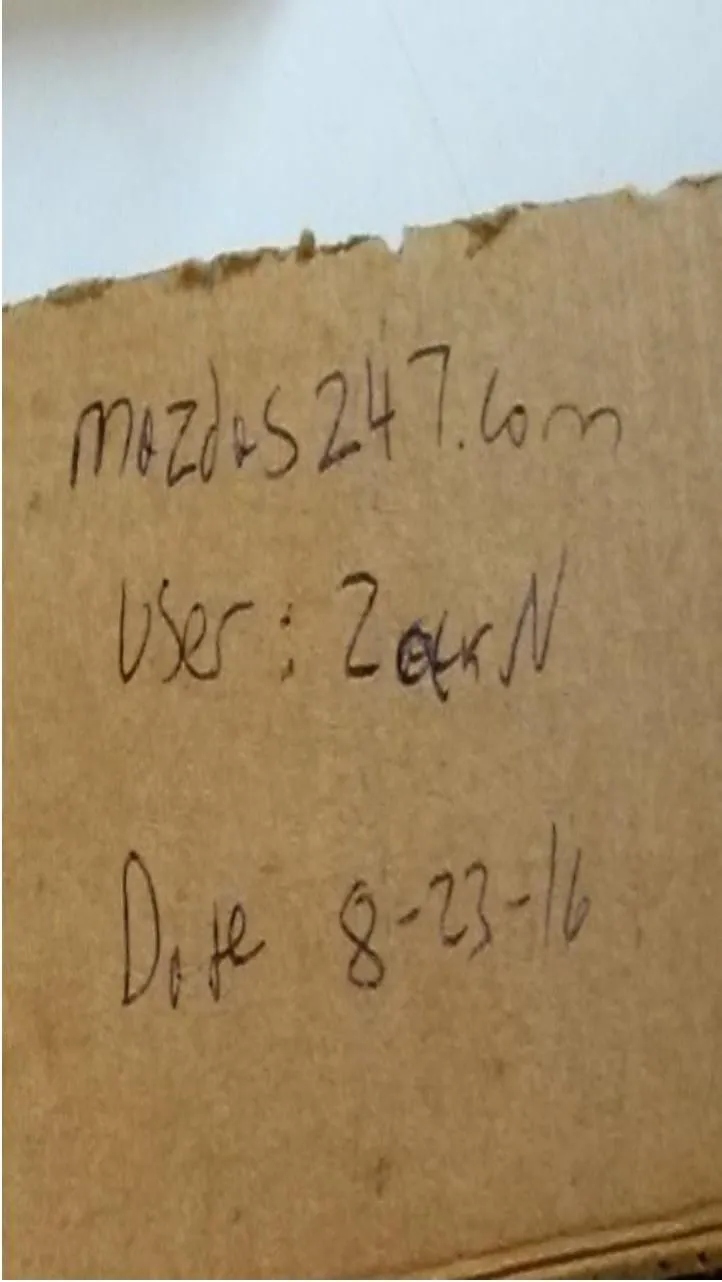 mazdas247.com
User: ZackN
Date 8-23-16